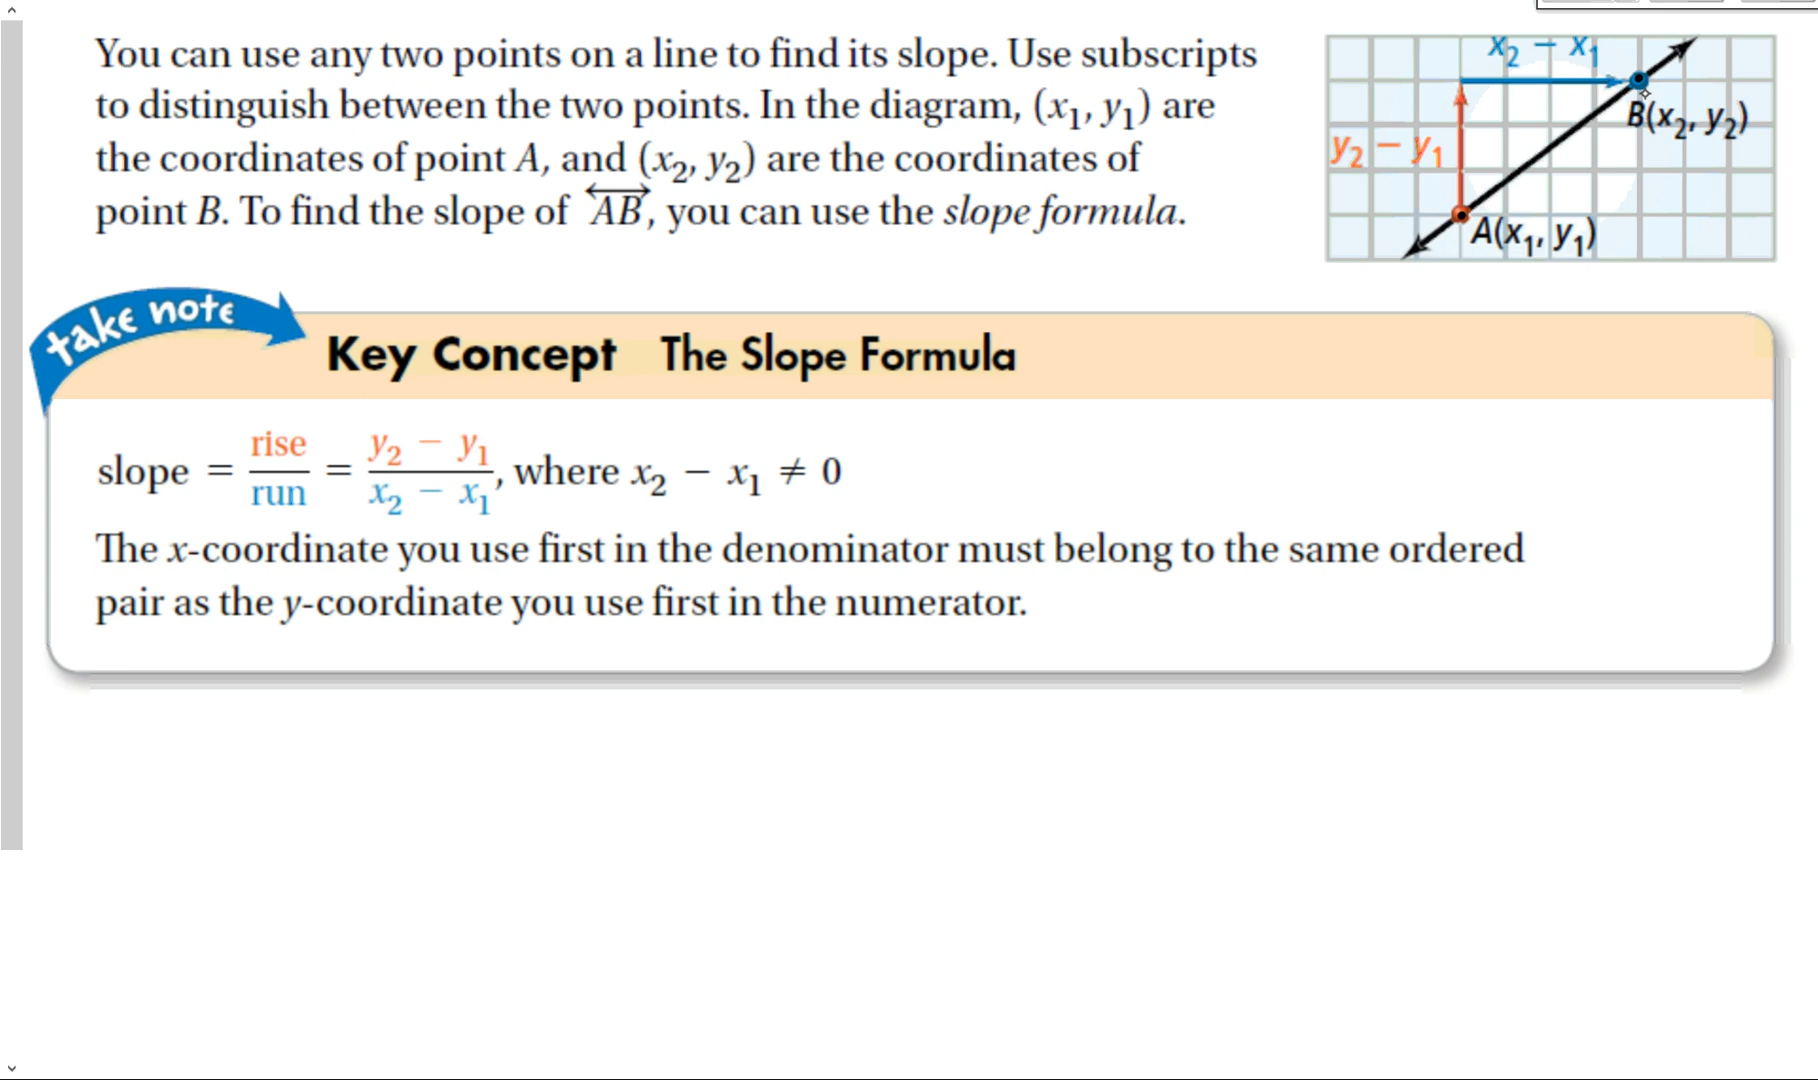 You can use any two points on a line to find its slope. Use subscripts
to distinguish between the two points. In the diagram, (x₁, y₁) are
the coordinates of point A, and (x₂, y₂) are the coordinates of
point B. To find the slope of AB, you can use the slope formula.
x₂ − x₁
B(x₂, y₂)
y₂ − y₁
A(x₁, y₁)
take note
Key Concept The Slope Formula
slope = rise/run = y₂ − y₁/x₂ − x₁, where x₂ − x₁ ≠ 0
The x-coordinate you use first in the denominator must belong to the same ordered
pair as the y-coordinate you use first in the numerator.